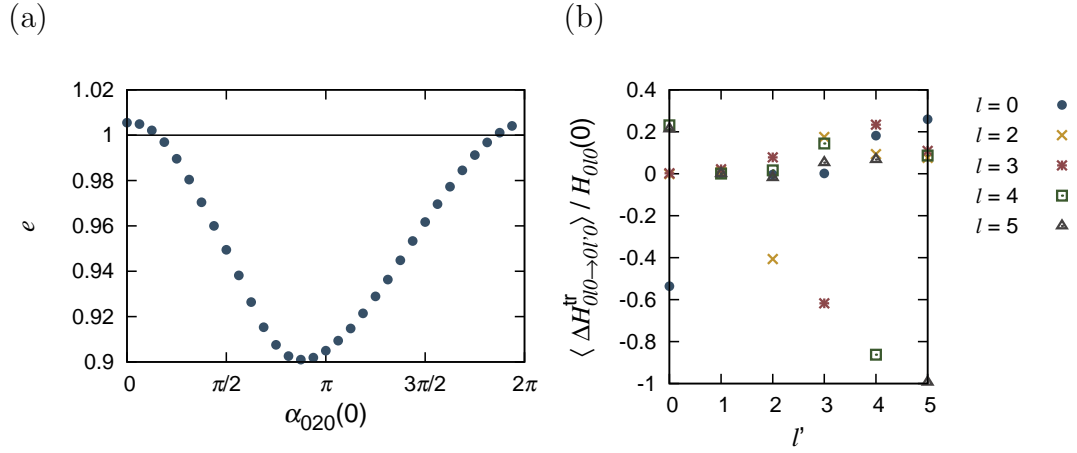 (a)
(b)
1.02
1
0.98
0.96
0.94
0.92
0.9
e
0 π/2 π 3π/2 2π
α020(0)
0.4
0.2
0
-0.2
-0.4
-0.6
-0.8
-1
⟨ ΔH^tr_0l0→0l'0⟩ / H_0l0(0)
0 1 2 3 4 5
l'
l = 0
l = 2
l = 3
l = 4
l = 5